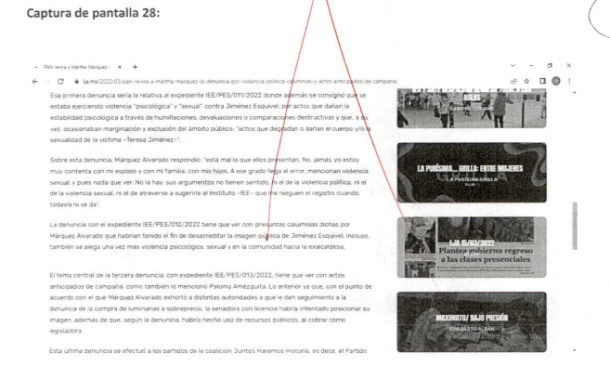 Captura de pantalla 28:
PAN revira a Martha Márquez
lja.mx/2022/03/pan-revira-a-martha-marquez-la-denuncia-por-violencia-politica-calumnias-y-actos-anticipados-de-campana/
Esa primera denuncia sería la relativa al expediente IEE/PES/011/2022 donde además se consignó que se
estaba ejerciendo violencia "psicológica" y "sexual" contra Jiménez Esquivel, por actos que dañan la
estabilidad psicológica a través de humillaciones, devaluaciones o comparaciones destructivas y que, a su
vez, ocasionaban marginación y exclusión del ámbito público: "actos que degradan o dañan el cuerpo y/o la
sexualidad de la víctima -Teresa Jiménez-".
Sobre esta denuncia, Márquez Alvarado respondió: "está mal lo que ellos presentan. No, jamás, yo estoy
muy contenta con mi esposo y con mi familia, con mis hijos. A ese grado llega el error, mencionan violencia
sexual, y pues nada que ver. No la hay, sus argumentos no tienen sentido, ni el de la violencia política, ni el
de la violencia sexual, ni el de atreverse a sugerirle al Instituto -IEE- que me nieguen el registro cuando
todavía ni se da".
La denuncia con el expediente IEE/PES/012/2022 tiene que ver con presuntas calumnias dichas por
Márquez Alvarado que habrían tenido el fin de desacreditar la imagen pública de Jiménez Esquivel. Incluso,
también se alega una vez más violencia psicológica, sexual y en la comunidad hacia la exalcaldesa.
El tema central de la tercera denuncia, con expediente IEE/PES/013/2022, tiene que ver con actos
anticipados de campaña, como también lo mencionó Paloma Amézquita. Lo anterior ya que, con el punto de
acuerdo con el que Márquez Alvarado exhortó a distintas autoridades a que le den seguimiento a la
denuncia de la compra de luminarias a sobreprecio, la senadora con licencia habría intentado posicionar su
imagen, además de que, según la denuncia, habría hecho uso de recursos públicos, al cobrar como
legisladora.
Esta última denuncia se efectuó a los partidos de la coalición Juntos Haremos Historia, es decir, el Partido
LA PURÍSIMA... GRILLA: ENTRE MUJERES
LA PURÍSIMA GRILLA
LJA 15/03/2022
Plantea gobierno regreso
a las clases presenciales
MAXIMATO/ BAJO PRESIÓN